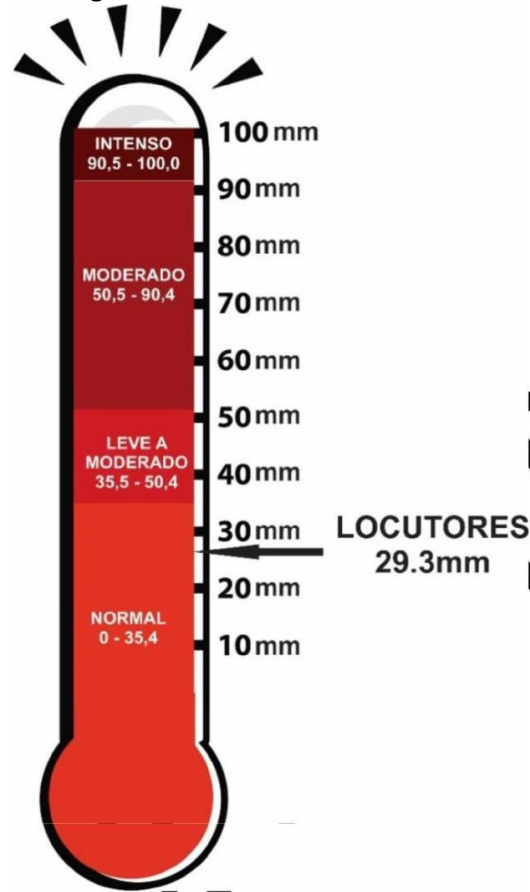 INTENSO
90,5 - 100,0
MODERADO
50,5 - 90,4
LEVE A
MODERADO
35,5 - 50,4
NORMAL
0 - 35,4
100 mm
90 mm
80 mm
70 mm
60 mm
50 mm
40 mm
30 mm
20 mm
10 mm
LOCUTORES
29.3mm